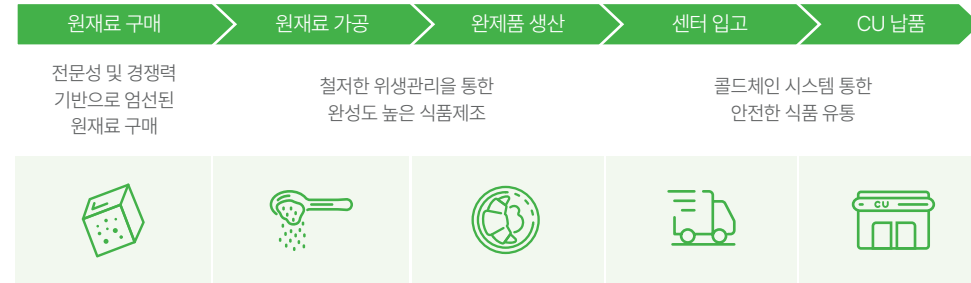 원재료 구매
원재료 가공
완제품 생산
센터 입고
CU 납품
전문성 및 경쟁력
기반으로 엄선된
원재료 구매
철저한 위생관리을 통한
완성도 높은 식품제조
콜드체인 시스템 통한
안전한 식품 유통
CU